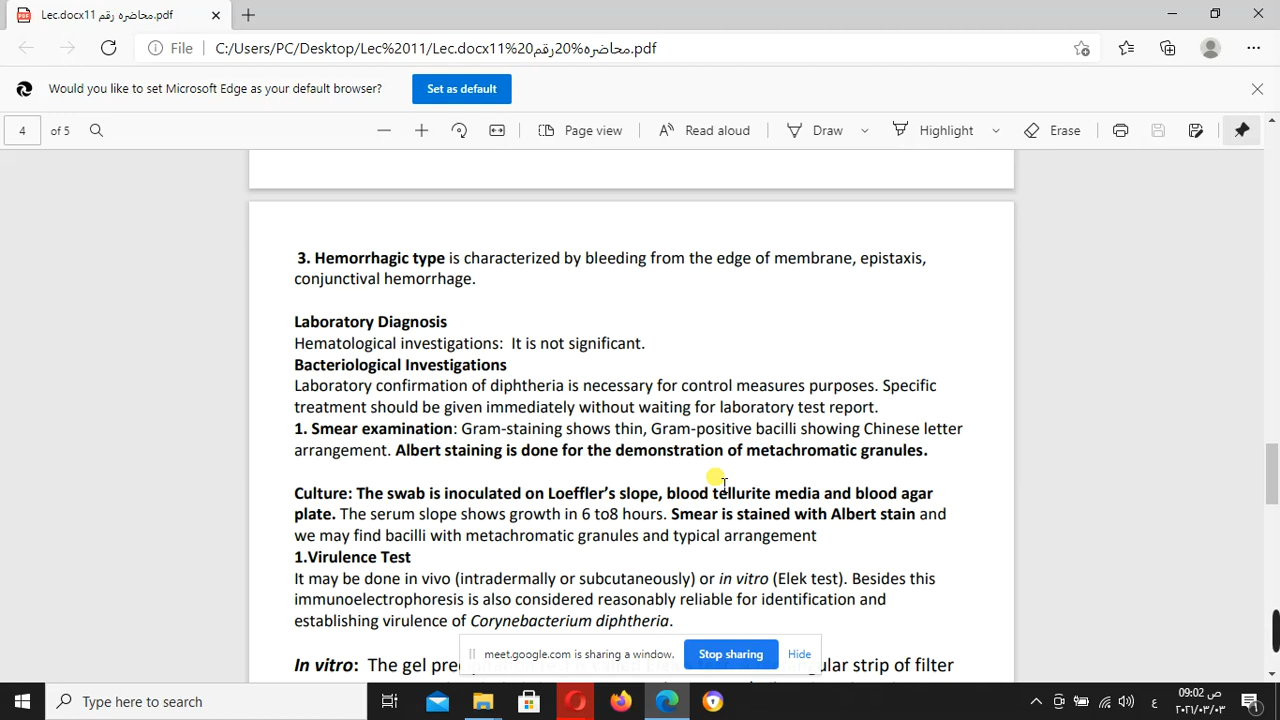 Lec.docx11 محاضره رقم.pdf
File C:/Users/PC/Desktop/Lec%2011/Lec.docx11%20محاضره%20رقم.pdf
Would you like to set Microsoft Edge as your default browser? Set as default
4 of 5 Page view Read aloud Draw Highlight Erase
3. Hemorrhagic type is characterized by bleeding from the edge of membrane, epistaxis,
conjunctival hemorrhage.
Laboratory Diagnosis
Hematological investigations: It is not significant.
Bacteriological Investigations
Laboratory confirmation of diphtheria is necessary for control measures purposes. Specific
treatment should be given immediately without waiting for laboratory test report.
1. Smear examination: Gram-staining shows thin, Gram-positive bacilli showing Chinese letter
arrangement. Albert staining is done for the demonstration of metachromatic granules.
Culture: The swab is inoculated on Loeffler’s slope, blood tellurite media and blood agar
plate. The serum slope shows growth in 6 to8 hours. Smear is stained with Albert stain and
we may find bacilli with metachromatic granules and typical arrangement
1.Virulence Test
It may be done in vivo (intradermally or subcutaneously) or in vitro (Elek test). Besides this
immunoelectrophoresis is also considered reasonably reliable for identification and
establishing virulence of Corynebacterium diphtheria.
meet.google.com is sharing a window. Stop sharing Hide
In vitro: The gel gular strip of filter
Type here to search
ع
09:02 ص
٢٠٢١/٠٣/٠٣
1